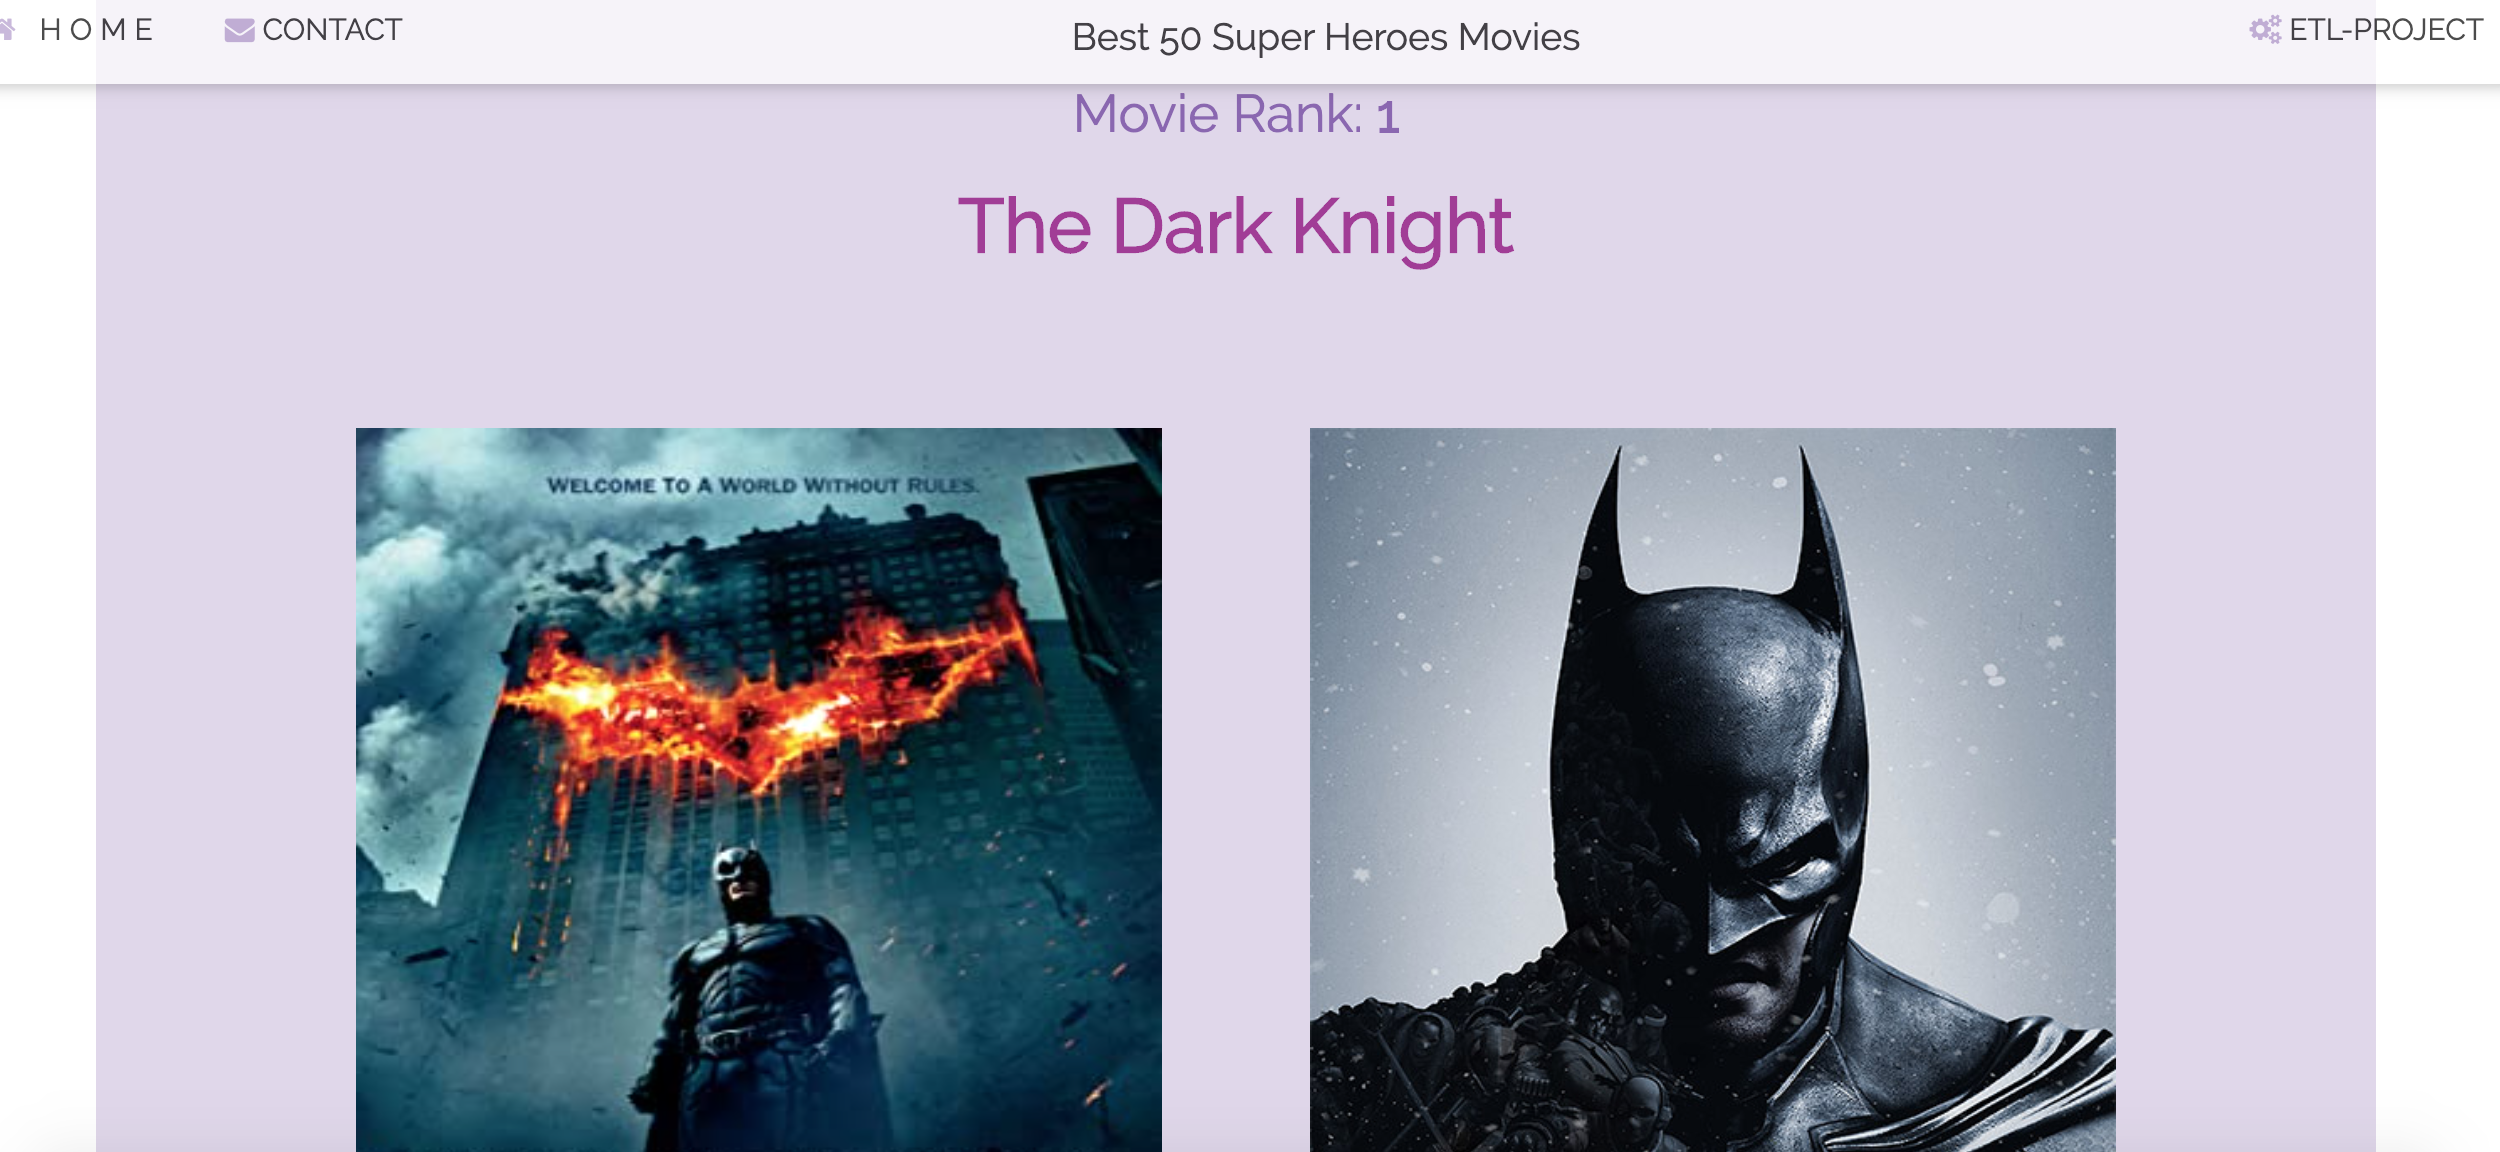 H O M E
CONTACT
Best 50 Super Heroes Movies
ETL-PROJECT
Movie Rank: 1
The Dark Knight
WELCOME TO A WORLD WITHOUT RULES.